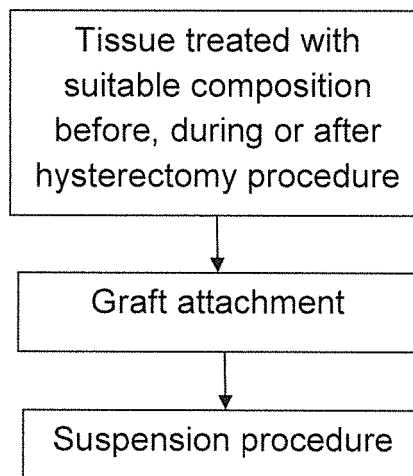 Tissue treated with
suitable composition
before, during or after
hysterectomy procedure
Graft attachment
Suspension procedure